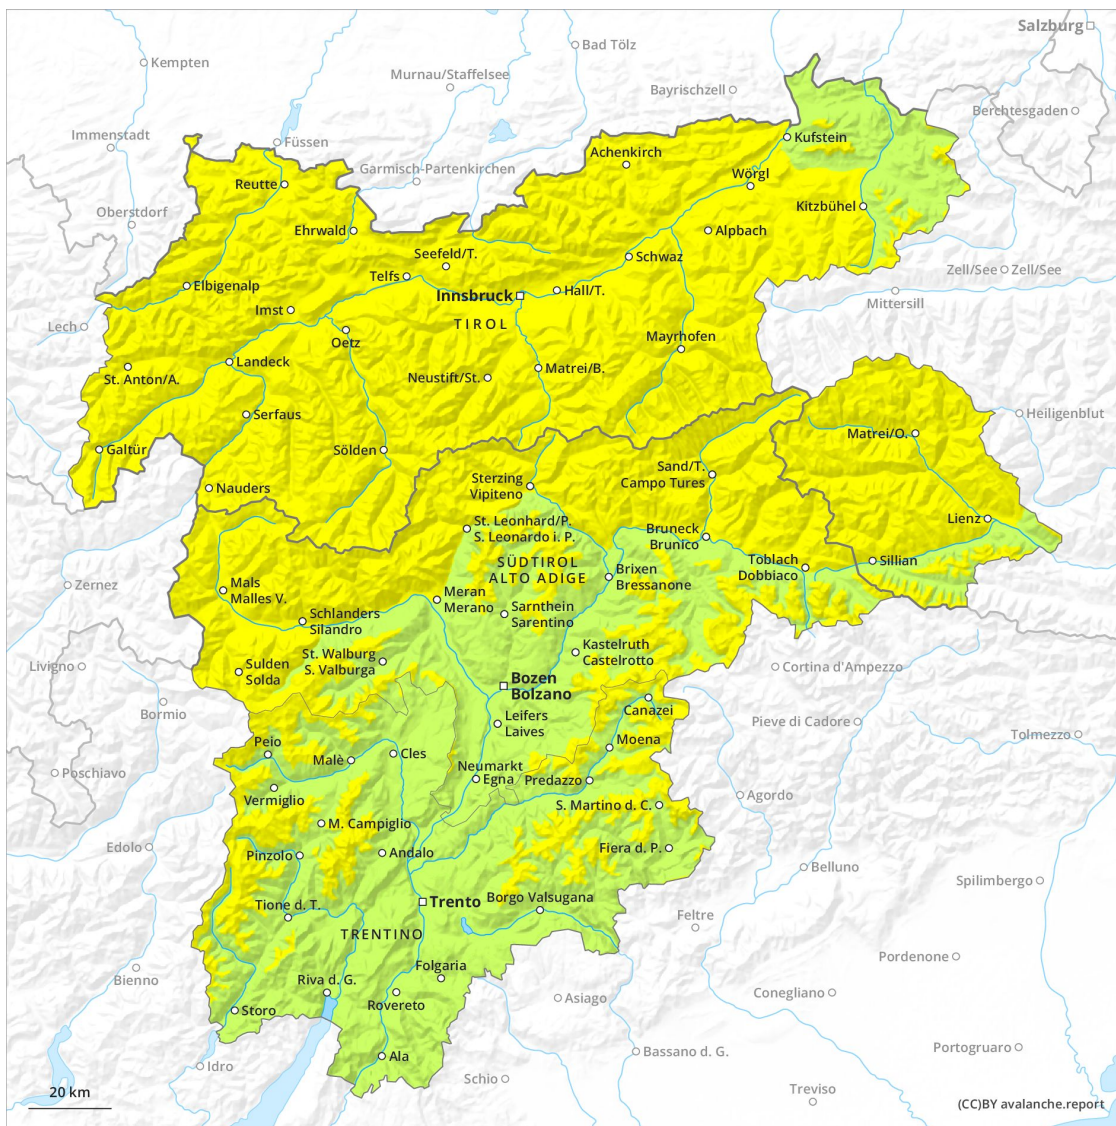 Salzburg
Bad Tölz
Kempten
Murnau/Staffelsee
Bayrischzell
Berchtesgaden
Immenstadt
Füssen
Kufstein
Achenkirch
Garmisch-Partenkirchen
Wörgl
Reutte
Kitzbühel
Oberstdorf
Ehrwald
Alpbach
Seefeld/T.
Schwaz
Telfs
Zell/See
Zell/See
Elbigenalp
Innsbruck
Hall/T.
Mittersill
Imst
TIROL
Lech
Oetz
Mayrhofen
Landeck
Matrei/B.
St. Anton/A.
Neustift/St.
Serfaus
Heiligenblut
Matrei/O.
Galtür
Sölden
Sand/T.
Campo Tures
Sterzing
Vipiteno
Nauders
Lienz
St. Leonhard/P.
S. Leonardo i. P.
Bruneck
Brunico
SÜDTIROL
ALTO ADIGE
Toblach
Dobbiaco
Sillian
Brixen
Bressanone
Zernez
Mals
Malles V.
Meran
Merano
Sarnthein
Sarentino
Schlanders
Silandro
St. Walburg
S. Valburga
Kastelruth
Castelrotto
Livigno
Sulden
Solda
Cortina d'Ampezzo
Bozen
Bolzano
Canazei
Bormio
Leifers
Laives
Pieve di Cadore
Tolmezzo
Peio
Moena
Cles
Malè
Neumarkt
Egna
Predazzo
Poschiavo
Vermiglio
S. Martino d. C.
Agordo
M. Campiglio
Edolo
Pinzolo
Andalo
Fiera d. P.
Belluno
Spilimbergo
Tione d. T.
Trento
Borgo Valsugana
Feltre
TRENTINO
Pordenone
Bienno
Folgaria
Riva d. G.
Rovereto
Asiago
Conegliano
Storo
Ala
Bassano d. G.
Portogruaro
Idro
Schio
Treviso
20 km
(CC)BY avalanche.report